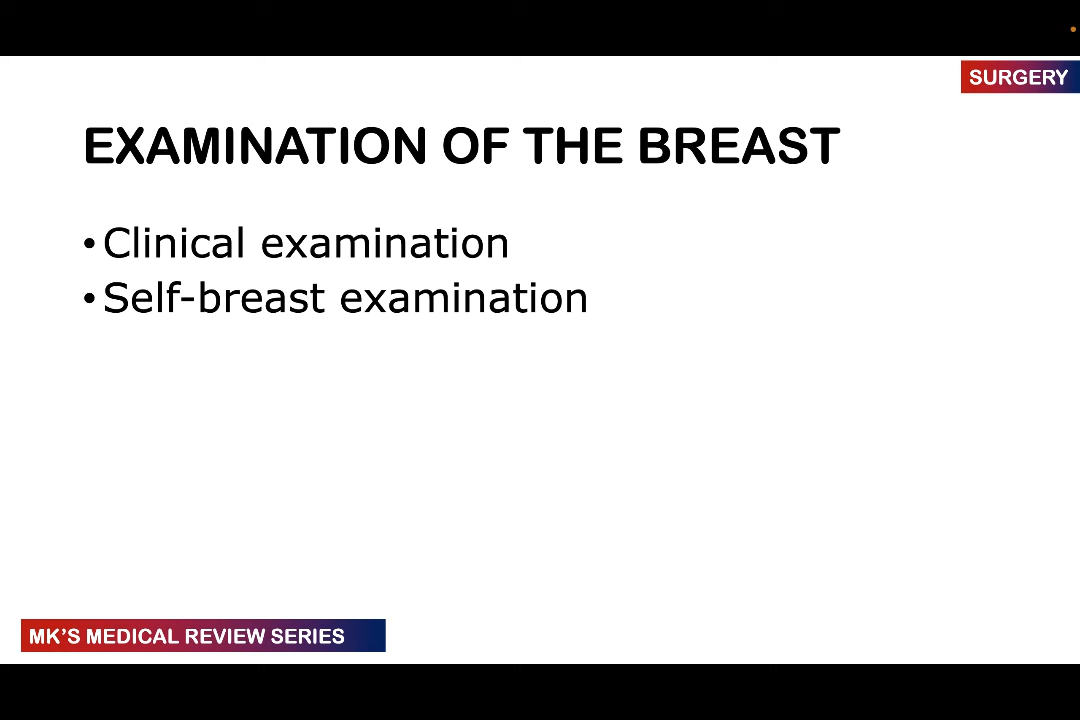 SURGERY
EXAMINATION OF THE BREAST
• Clinical examination
• Self-breast examination
MK'S MEDICAL REVIEW SERIES